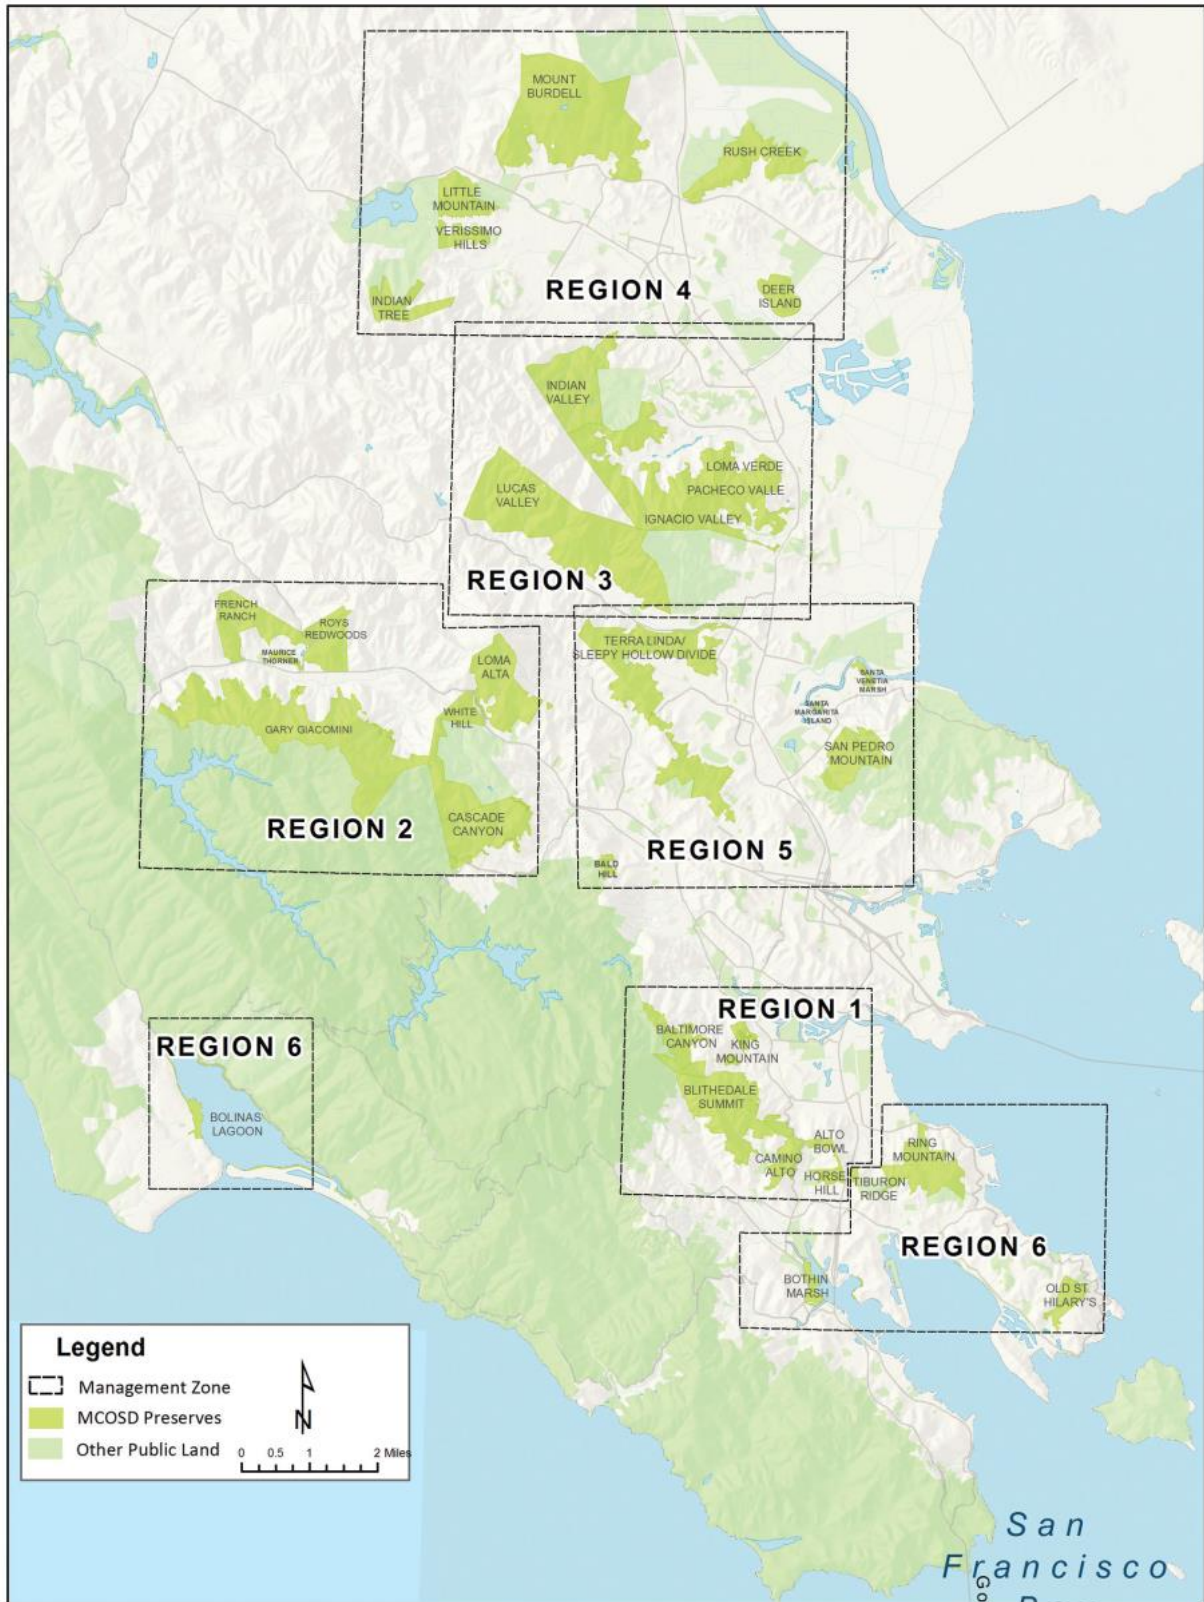 MOUNT
BURDELL
RUSH CREEK
LITTLE
MOUNTAIN
VERISSIMO
HILLS
INDIAN
TREE
REGION 4
DEER
ISLAND
INDIAN
VALLEY
LOMA VERDE
LUCAS
VALLEY
PACHECO VALLE
IGNACIO VALLEY
REGION 3
FRENCH
RANCH
ROYS
REDWOODS
MAURICE
THORNER
LOMA
ALTA
WHITE
HILL
GARY GIACOMINI
CASCADE
CANYON
REGION 2
TERRA LINDA/
SLEEPY HOLLOW DIVIDE
SANTA
VENETIA
MARSH
SANTA
MARGARITA
ISLAND
SAN PEDRO
MOUNTAIN
REGION 5
BALD
HILL
REGION 1
BALTIMORE
CANYON
KING
MOUNTAIN
BLITHEDALE
SUMMIT
ALTO
BOWL
CAMINO
ALTO
HORSE
HILL
REGION 6
BOLINAS
LAGOON
RING
MOUNTAIN
TIBURON
RIDGE
REGION 6
BOTHIN
MARSH
OLD ST
HILARY'S
Legend
Management Zone
MCOSD Preserves
Other Public Land
N
0 0.5 1 2 Miles
San
Francisco
Go